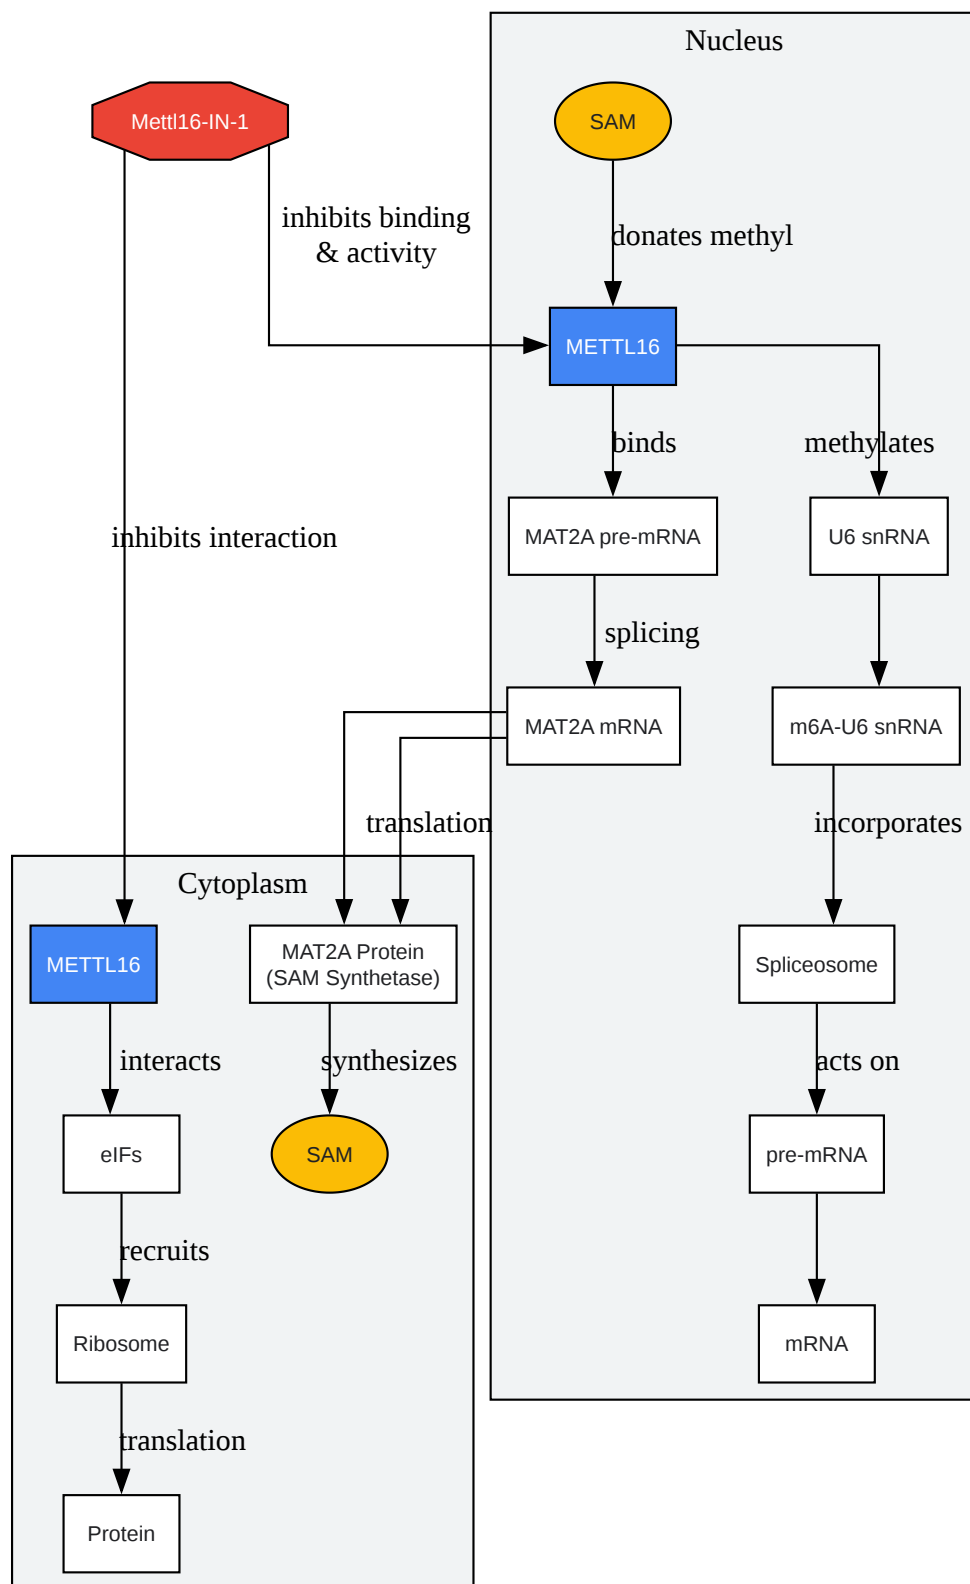 Nucleus
Mettl16-IN-1
SAM
inhibits binding
& activity
donates methyl
METTL16
binds
methylates
MAT2A pre-mRNA
U6 snRNA
inhibits interaction
splicing
MAT2A mRNA
m6A-U6 snRNA
translation
incorporates
Cytoplasm
METTL16
MAT2A Protein
(SAM Synthetase)
Spliceosome
interacts
synthesizes
acts on
eIFs
SAM
pre-mRNA
recruits
Ribosome
mRNA
translation
Protein